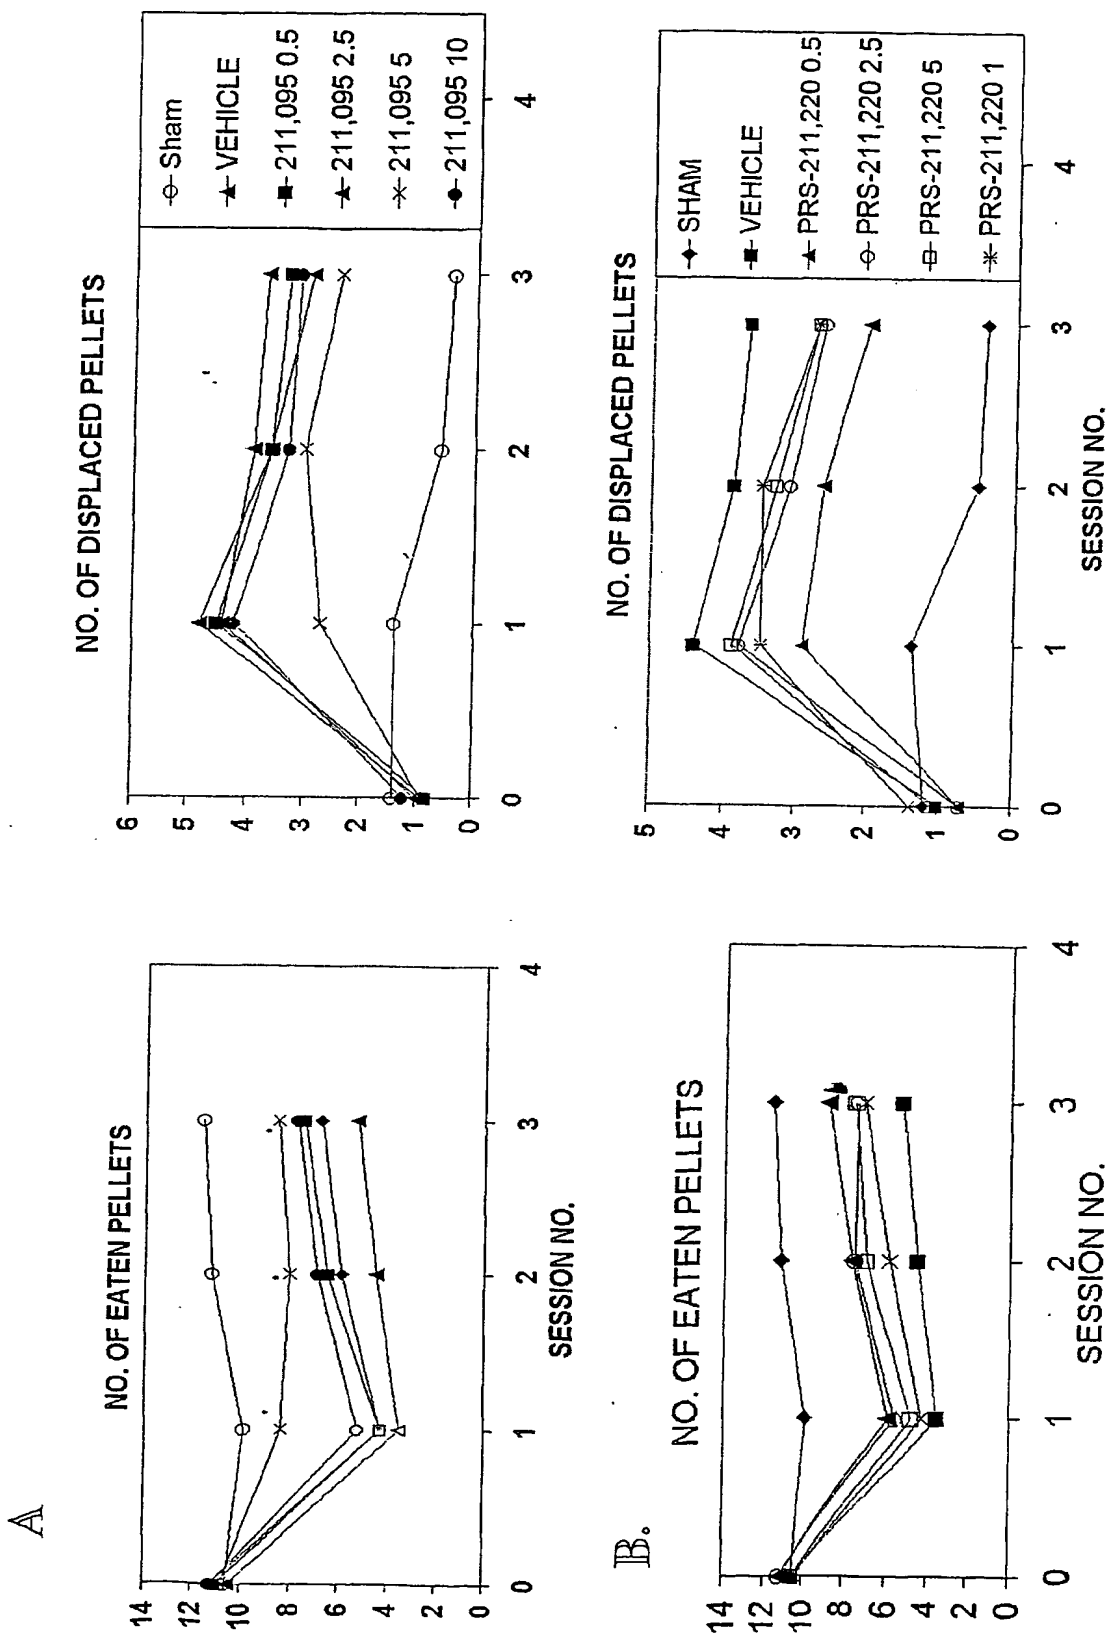 A
NO. OF EATEN PELLETS
14
12
10
8
6
4
2
0
0 1 2 3 4
SESSION NO.
NO. OF DISPLACED PELLETS
6
5
4
3
2
1
0
0 1 2 3 4
Sham
VEHICLE
211,095 0.5
211,095 2.5
211,095 5
211,095 10
B.
NO. OF EATEN PELLETS
14
12
10
8
6
4
2
0
0 1 2 3 4
SESSION NO.
NO. OF DISPLACED PELLETS
5
4
3
2
1
0
0 1 2 3 4
SESSION NO.
SHAM
VEHICLE
PRS-211,220 0.5
PRS-211,220 2.5
PRS-211,220 5
PRS-211,220 1